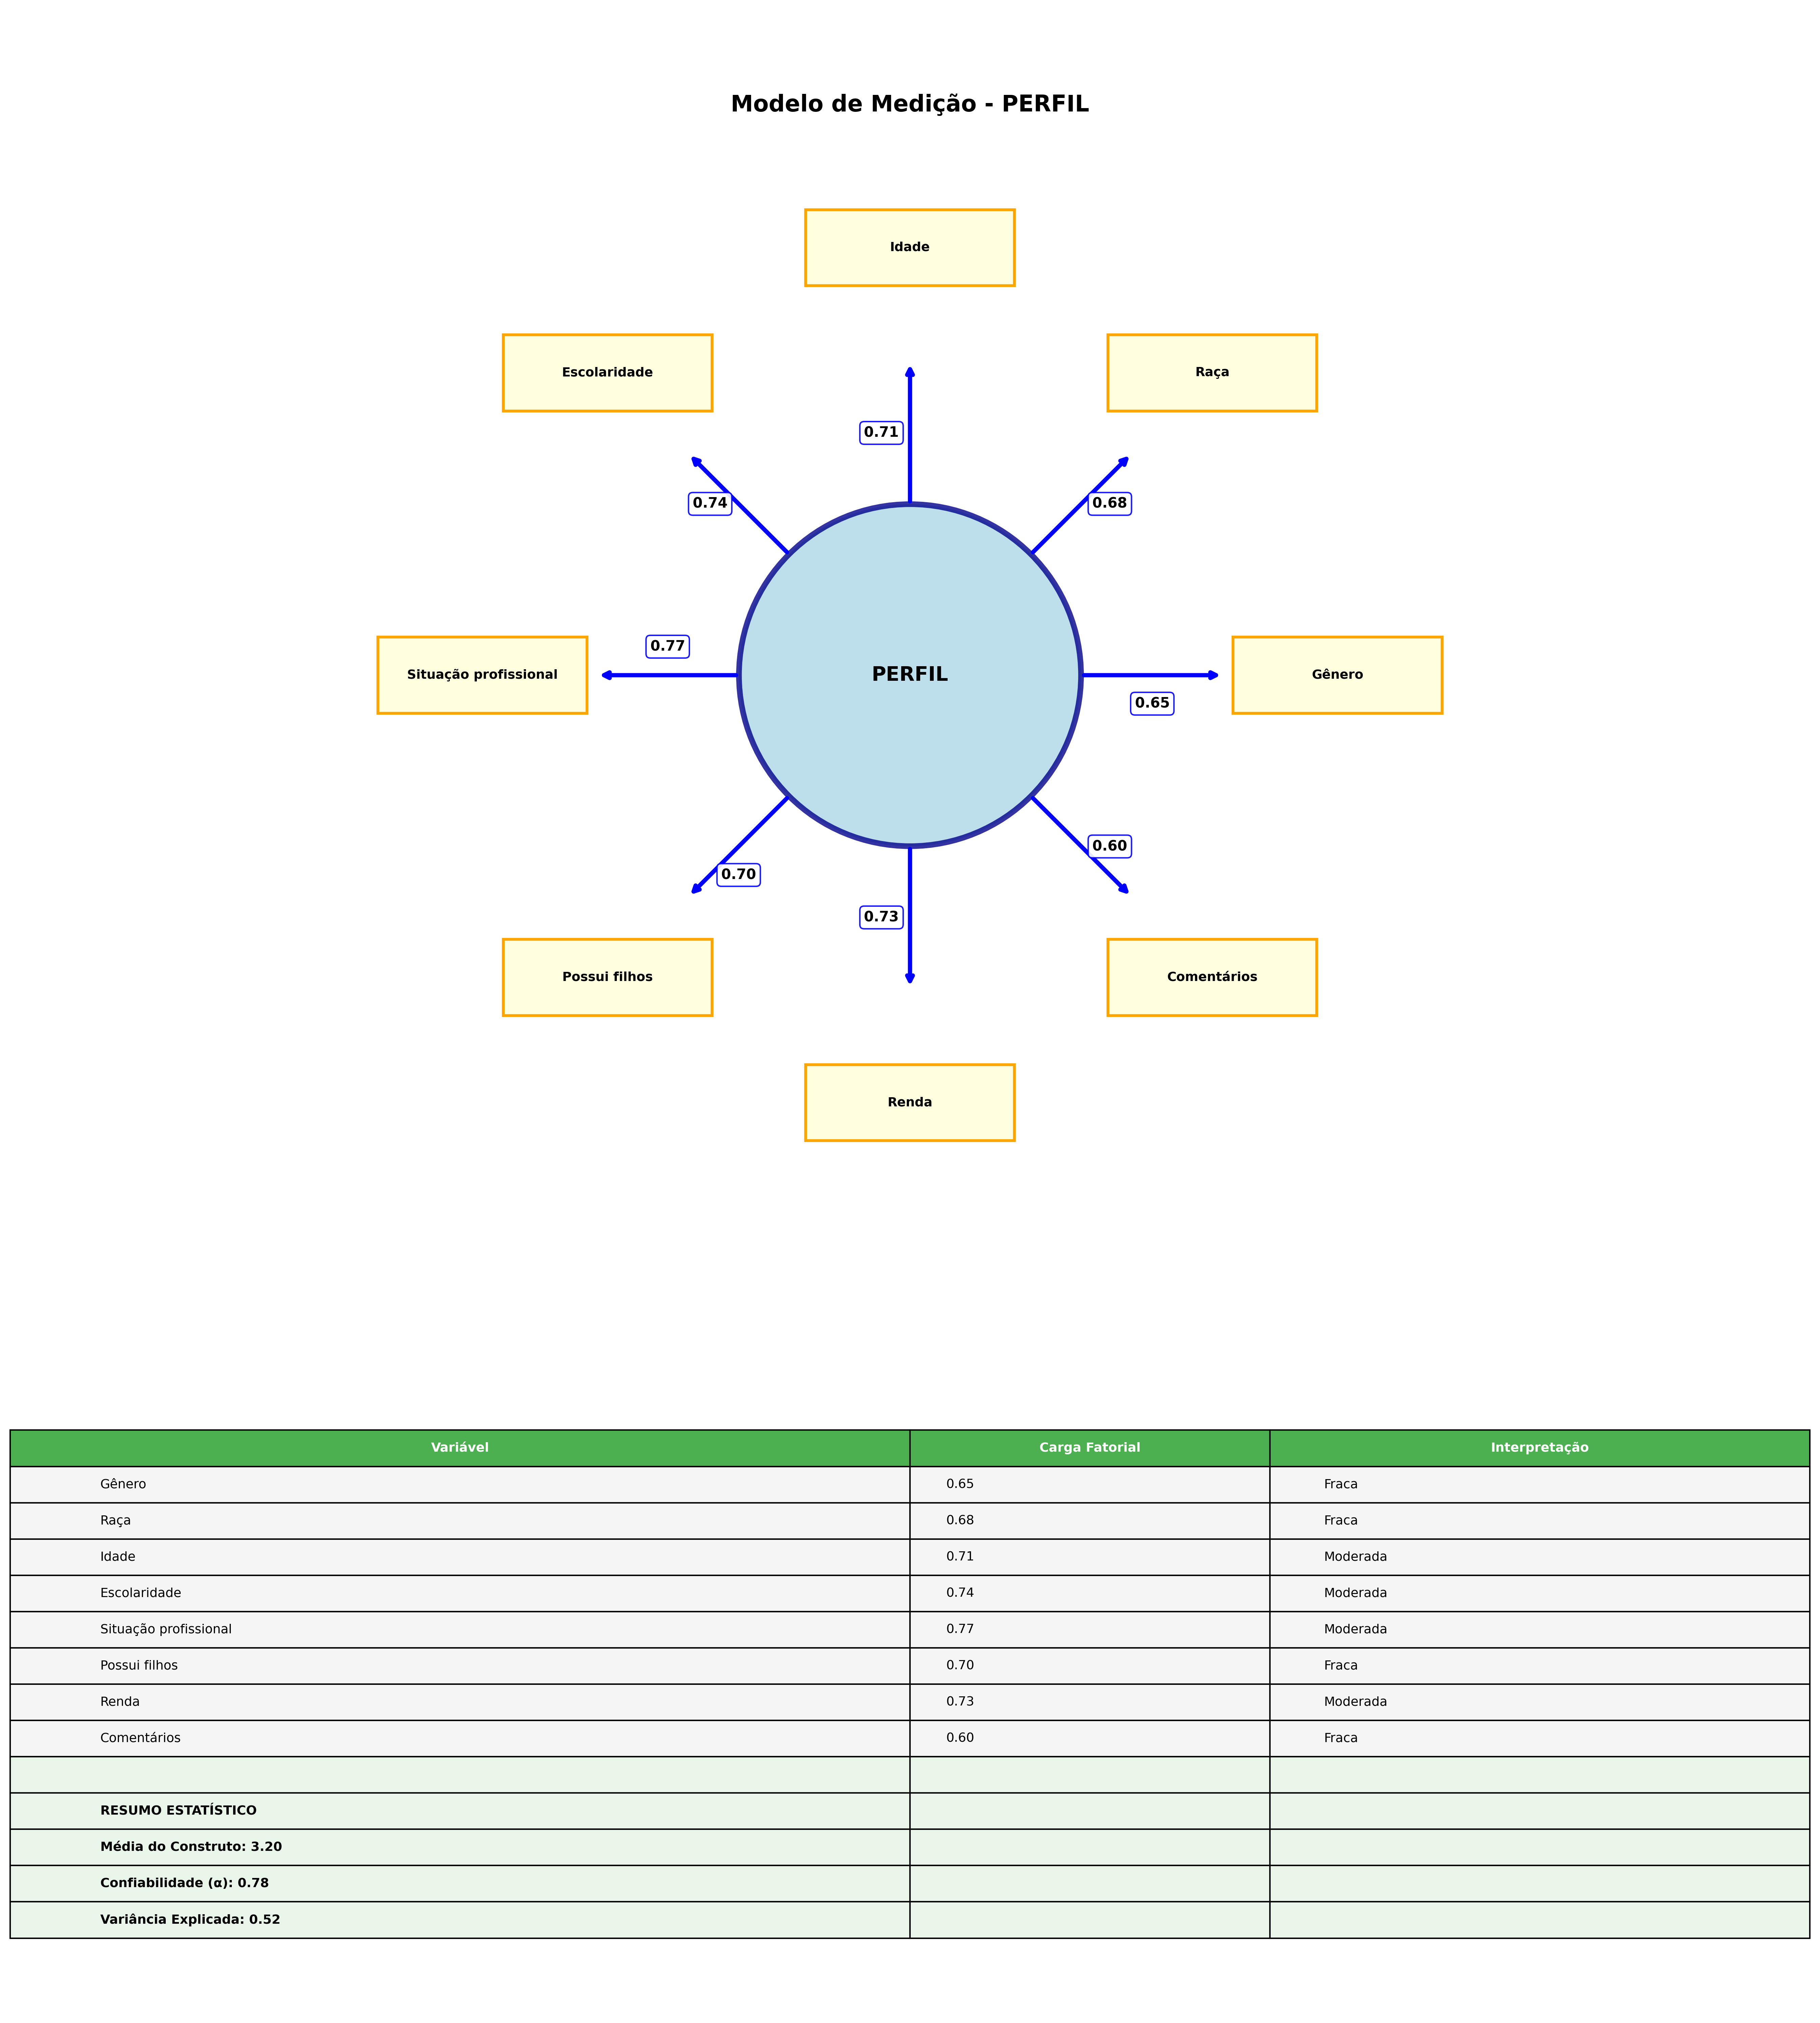 Modelo de Medição - PERFIL
Idade
Escolaridade
Raça
0.71
0.74
0.68
0.77
Situação profissional
PERFIL
Gênero
0.65
0.60
0.70
0.73
Possui filhos
Comentários
Renda
Variável Carga Fatorial Interpretação
Gênero 0.65 Fraca
Raça 0.68 Fraca
Idade 0.71 Moderada
Escolaridade 0.74 Moderada
Situação profissional 0.77 Moderada
Possui filhos 0.70 Fraca
Renda 0.73 Moderada
Comentários 0.60 Fraca
RESUMO ESTATÍSTICO
Média do Construto: 3.20
Confiabilidade (α): 0.78
Variância Explicada: 0.52